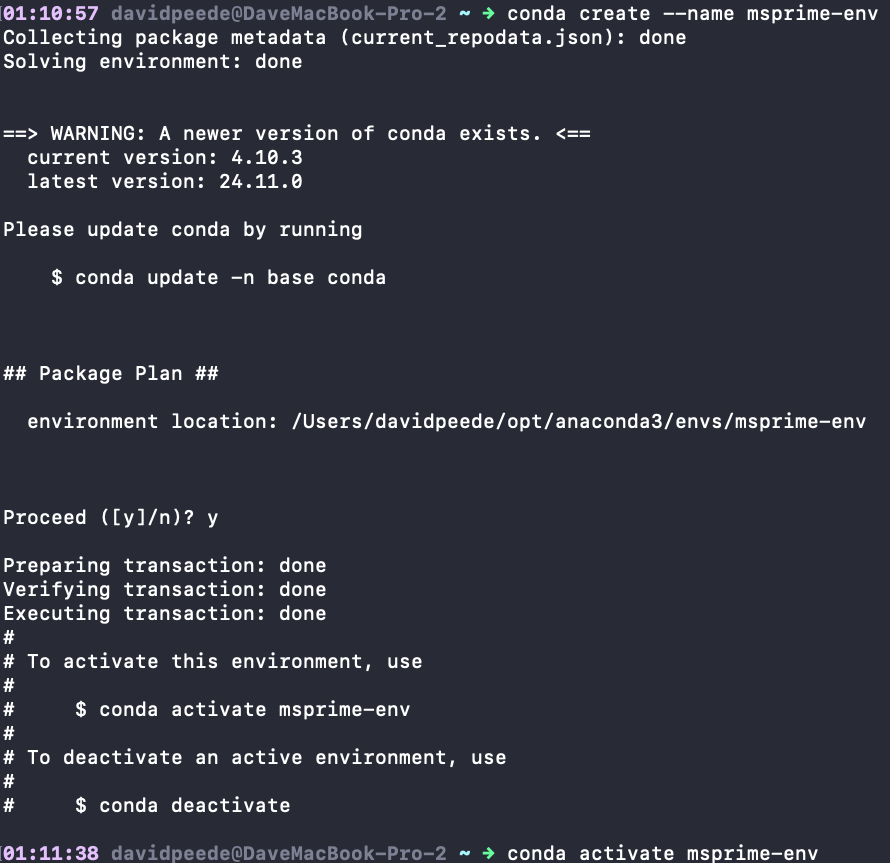 [01:10:57 davidpeede@DaveMacBook-Pro-2 ~ → conda create --name msprime-env
Collecting package metadata (current_repodata.json): done
Solving environment: done
==> WARNING: A newer version of conda exists. <==
  current version: 4.10.3
  latest version: 24.11.0
Please update conda by running
    $ conda update -n base conda
## Package Plan ##
  environment location: /Users/davidpeede/opt/anaconda3/envs/msprime-env
Proceed ([y]/n)? y
Preparing transaction: done
Verifying transaction: done
Executing transaction: done
#
# To activate this environment, use
#
#     $ conda activate msprime-env
#
# To deactivate an active environment, use
#
#     $ conda deactivate
[01:11:38 davidpeede@DaveMacBook-Pro-2 ~ → conda activate msprime-env